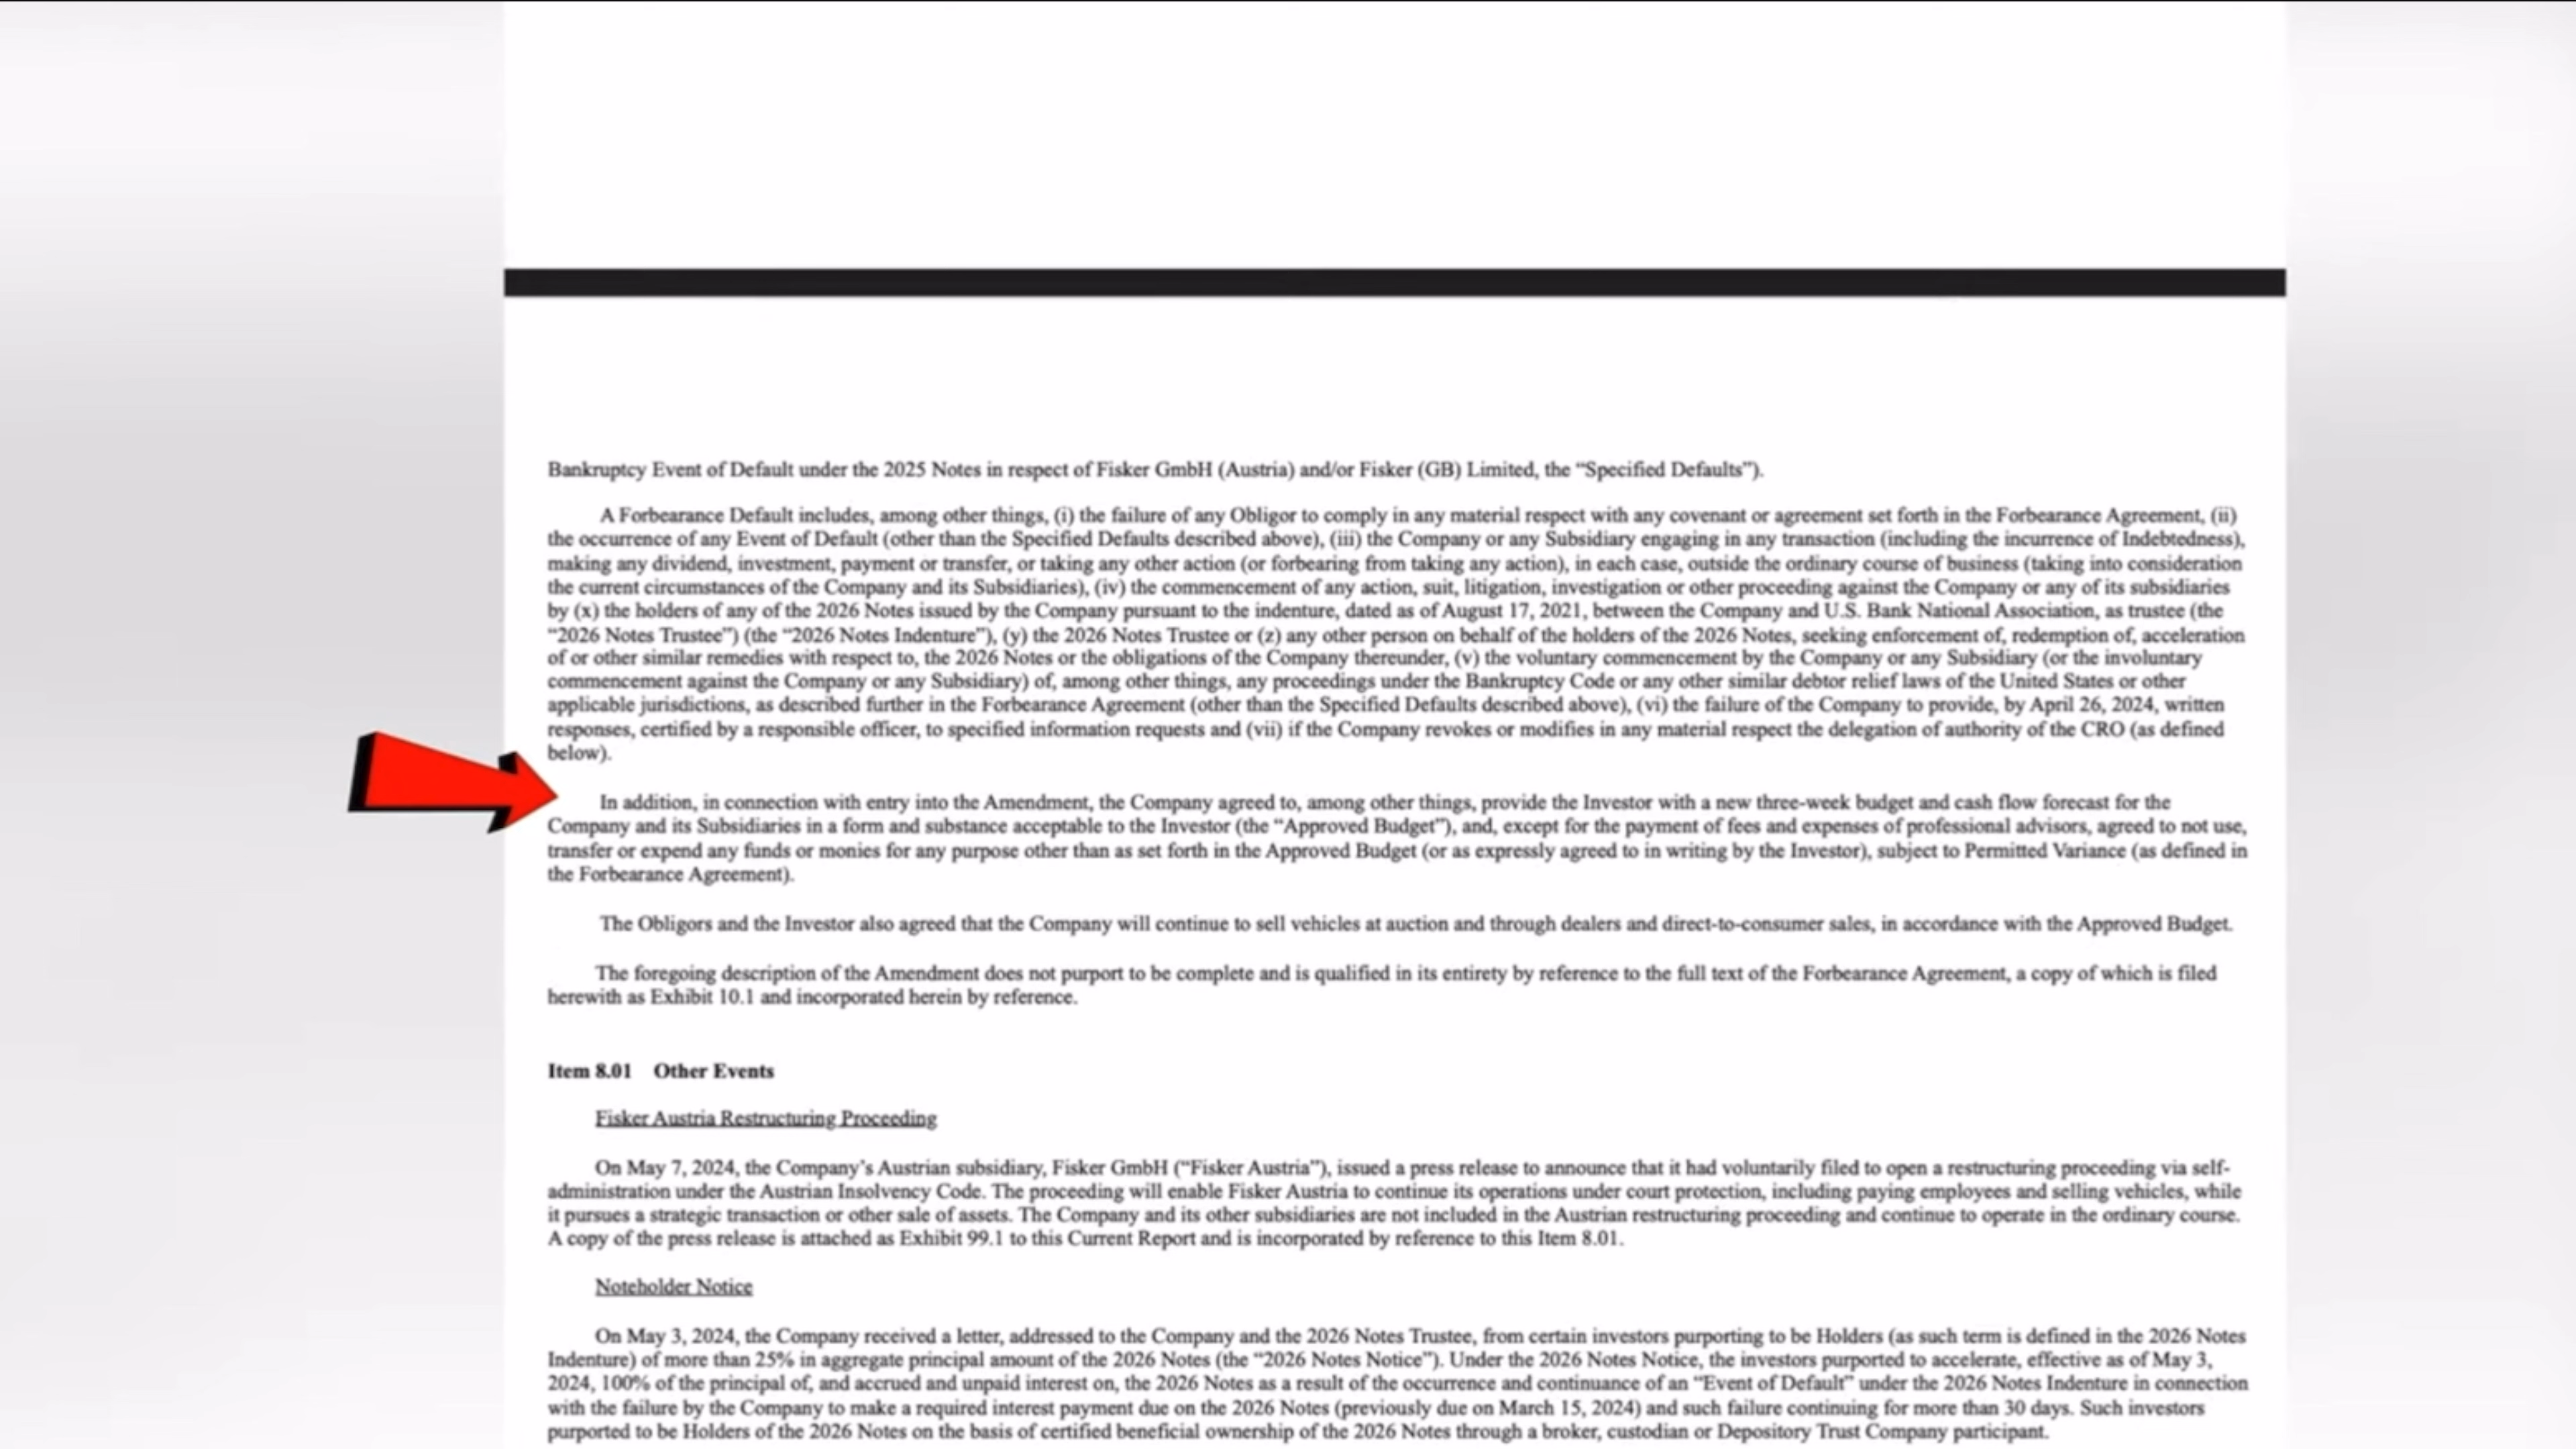 Bankruptcy Event of Default under the 2025 Notes in respect of Fisker GmbH (Austria) and/or Fisker (GB) Limited, the “Specified Defaults”).
A Forbearance Default includes, among other things, (i) the failure of any Obligor to comply in any material respect with any covenant or agreement set forth in the Forbearance Agreement, (ii)
the occurrence of any Event of Default (other than the Specified Defaults described above), (iii) the Company or any Subsidiary engaging in any transaction (including the incurrence of Indebtedness),
making any dividend, investment, payment or transfer, or taking any other action (or forbearing from taking any action), in each case, outside the ordinary course of business (taking into consideration
the current circumstances of the Company and its Subsidiaries), (iv) the commencement of any action, suit, litigation, investigation or other proceeding against the Company or any of its subsidiaries
by (x) the holders of any of the 2026 Notes issued by the Company pursuant to the indenture, dated as of August 17, 2021, between the Company and U.S. Bank National Association, as trustee (the
“2026 Notes Trustee”) (the “2026 Notes Indenture”), (y) the 2026 Notes Trustee or (z) any other person on behalf of the holders of the 2026 Notes, seeking enforcement of, redemption of, acceleration
of or other similar remedies with respect to, the 2026 Notes or the obligations of the Company thereunder, (v) the voluntary commencement by the Company or any Subsidiary (or the involuntary
commencement against the Company or any Subsidiary) of, among other things, any proceedings under the Bankruptcy Code or any other similar debtor relief laws of the United States or other
applicable jurisdictions, as described further in the Forbearance Agreement (other than the Specified Defaults described above), (vi) the failure of the Company to provide, by April 26, 2024, written
responses, certified by a responsible officer, to specified information requests and (vii) if the Company revokes or modifies in any material respect the delegation of authority of the CRO (as defined
below).
In addition, in connection with entry into the Amendment, the Company agreed to, among other things, provide the Investor with a new three-week budget and cash flow forecast for the
Company and its Subsidiaries in a form and substance acceptable to the Investor (the “Approved Budget”), and, except for the payment of fees and expenses of professional advisors, agreed to not use,
transfer or expend any funds or monies for any purpose other than as set forth in the Approved Budget (or as expressly agreed to in writing by the Investor), subject to Permitted Variance (as defined in
the Forbearance Agreement).
The Obligors and the Investor also agreed that the Company will continue to sell vehicles at auction and through dealers and direct-to-consumer sales, in accordance with the Approved Budget.
The foregoing description of the Amendment does not purport to be complete and is qualified in its entirety by reference to the full text of the Forbearance Agreement, a copy of which is filed
herewith as Exhibit 10.1 and incorporated herein by reference.
Item 8.01 Other Events
Fisker Austria Restructuring Proceeding
On May 7, 2024, the Company’s Austrian subsidiary, Fisker GmbH (“Fisker Austria”), issued a press release to announce that it had voluntarily filed to open a restructuring proceeding via self-
administration under the Austrian Insolvency Code. The proceeding will enable Fisker Austria to continue its operations under court protection, including paying employees and selling vehicles, while
it pursues a strategic transaction or other sale of assets. The Company and its other subsidiaries are not included in the Austrian restructuring proceeding and continue to operate in the ordinary course.
A copy of the press release is attached as Exhibit 99.1 to this Current Report and is incorporated by reference to this Item 8.01.
Noteholder Notice
On May 3, 2024, the Company received a letter, addressed to the Company and the 2026 Notes Trustee, from certain investors purporting to be Holders (as such term is defined in the 2026 Notes
Indenture) of more than 25% in aggregate principal amount of the 2026 Notes (the “2026 Notes Notice”). Under the 2026 Notes Notice, the investors purported to accelerate, effective as of May 3,
2024, 100% of the principal of, and accrued and unpaid interest on, the 2026 Notes as a result of the occurrence and continuance of an “Event of Default” under the 2026 Notes Indenture in connection
with the failure by the Company to make a required interest payment due on the 2026 Notes (previously due on March 15, 2024) and such failure continuing for more than 30 days. Such investors
purported to be Holders of the 2026 Notes on the basis of certified beneficial ownership of the 2026 Notes through a broker, custodian or Depository Trust Company participant.